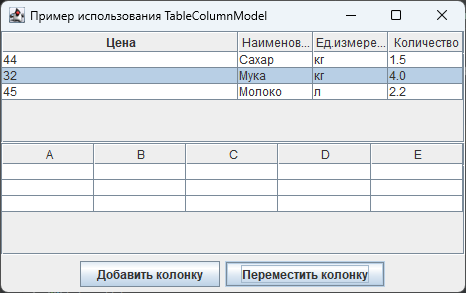 Пример использования TableColumnModel
Цена Наименов... Ед.измере... Количество
44 Сахар кг 1.5
32 Мука кг 4.0
45 Молоко л 2.2
A B C D E
Добавить колонку Переместить колонку